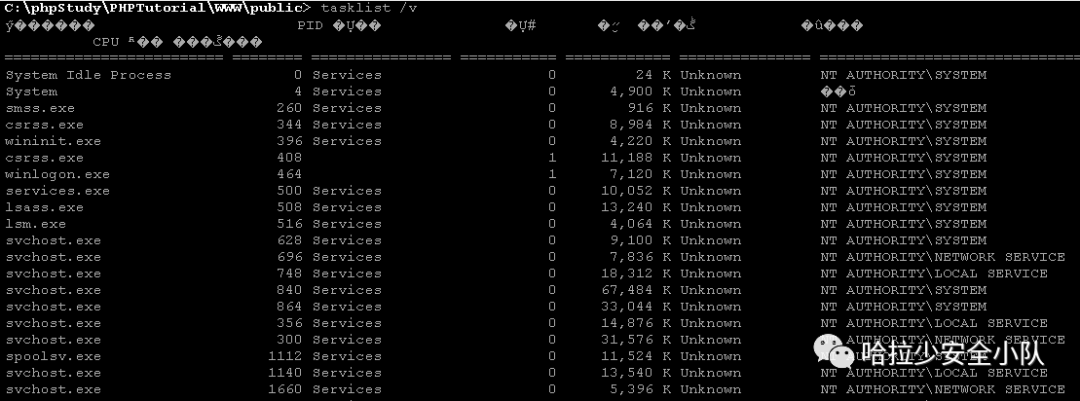 C:\phpStudy\PHPTutorial\WWW\public> tasklist /v
PID
CPU
========================= ======== ================ =========== ============ =============== ==================================
System Idle Process 0 Services 0 24 K Unknown NT AUTHORITY\SYSTEM
System 4 Services 0 4,900 K Unknown
smss.exe 260 Services 0 916 K Unknown NT AUTHORITY\SYSTEM
csrss.exe 344 Services 0 8,984 K Unknown NT AUTHORITY\SYSTEM
wininit.exe 396 Services 0 4,220 K Unknown NT AUTHORITY\SYSTEM
csrss.exe 408 1 11,188 K Unknown NT AUTHORITY\SYSTEM
winlogon.exe 464 1 7,120 K Unknown NT AUTHORITY\SYSTEM
services.exe 500 Services 0 10,052 K Unknown NT AUTHORITY\SYSTEM
lsass.exe 508 Services 0 13,240 K Unknown NT AUTHORITY\SYSTEM
lsm.exe 516 Services 0 4,064 K Unknown NT AUTHORITY\SYSTEM
svchost.exe 628 Services 0 9,100 K Unknown NT AUTHORITY\SYSTEM
svchost.exe 696 Services 0 7,836 K Unknown NT AUTHORITY\NETWORK SERVICE
svchost.exe 748 Services 0 18,312 K Unknown NT AUTHORITY\LOCAL SERVICE
svchost.exe 840 Services 0 67,484 K Unknown NT AUTHORITY\SYSTEM
svchost.exe 864 Services 0 33,044 K Unknown NT AUTHORITY\SYSTEM
svchost.exe 356 Services 0 14,876 K Unknown NT AUTHORITY\LOCAL SERVICE
svchost.exe 300 Services 0 31,576 K Unknown NT AUTHORITY\NETWORK SERVICE
spoolsv.exe 1112 Services 0 11,524 K Unknown NT AUTHORITY\SYSTEM
svchost.exe 1140 Services 0 13,540 K Unknown NT AUTHORITY\LOCAL SERVICE
svchost.exe 1660 Services 0 5,396 K Unknown NT AUTHORITY\NETWORK SERVICE
哈拉少安全小队